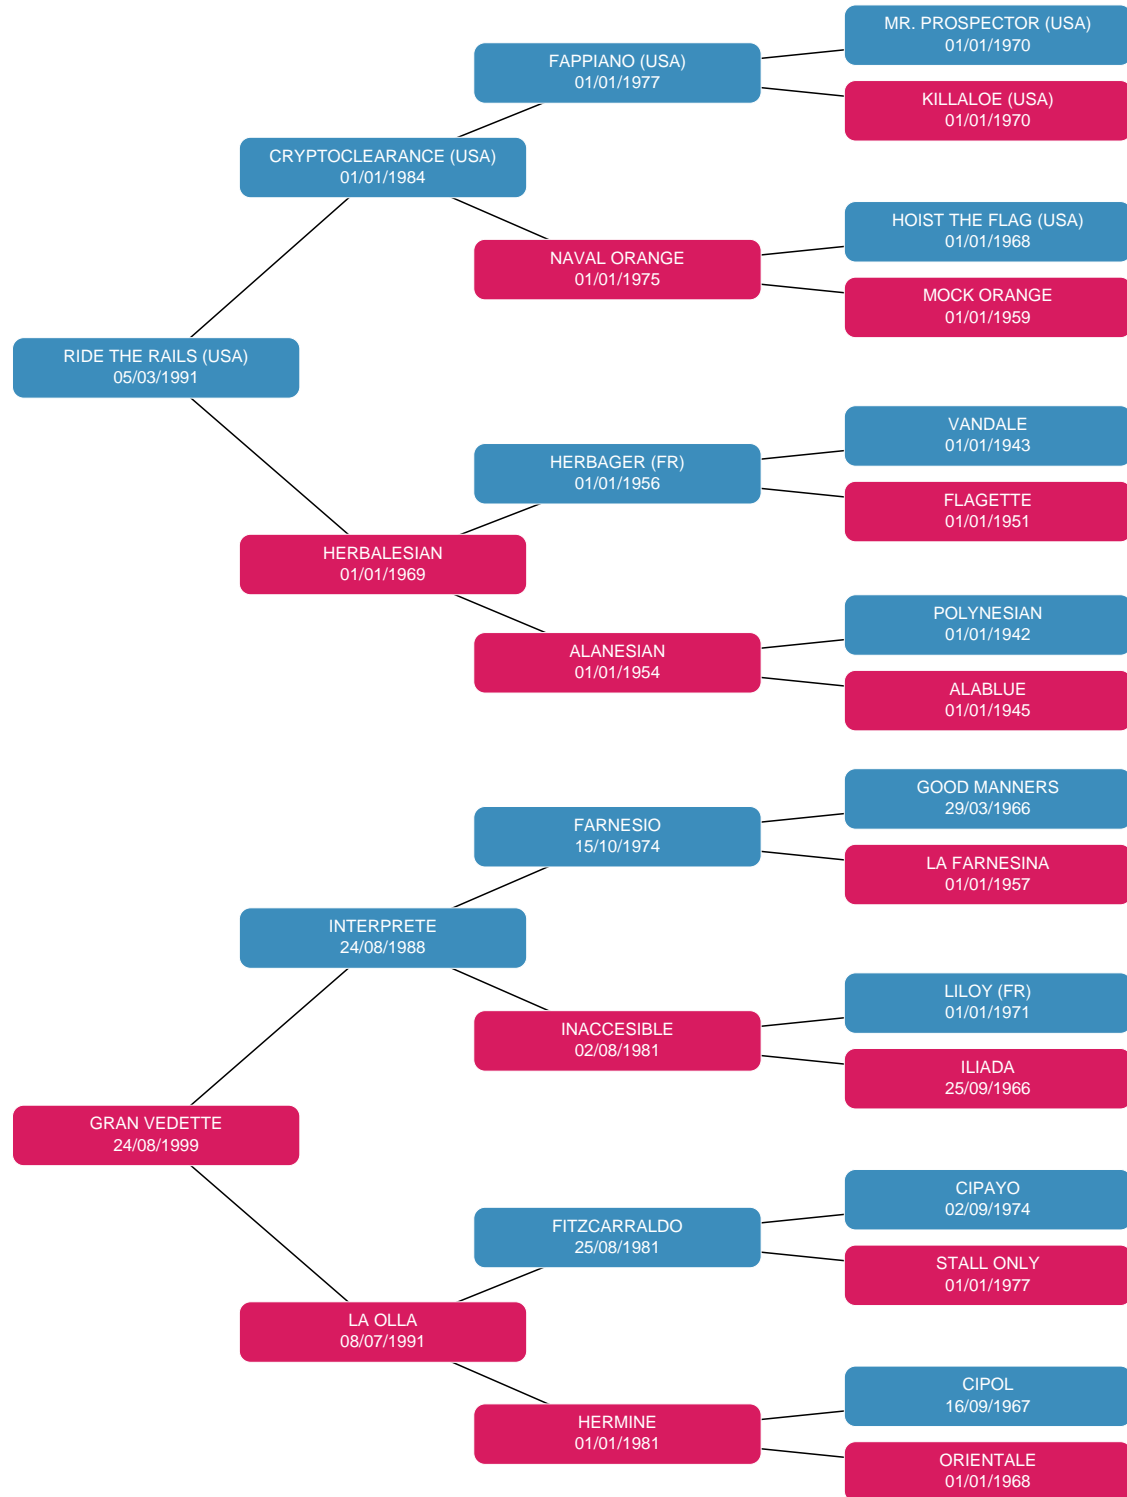 MR. PROSPECTOR (USA)
01/01/1970
FAPPIANO (USA)
01/01/1977
KILLALOE (USA)
01/01/1970
CRYPTOCLEARANCE (USA)
01/01/1984
HOIST THE FLAG (USA)
01/01/1968
NAVAL ORANGE
01/01/1975
MOCK ORANGE
01/01/1959
RIDE THE RAILS (USA)
05/03/1991
VANDALE
01/01/1943
HERBAGER (FR)
01/01/1956
FLAGETTE
01/01/1951
HERBALESIAN
01/01/1969
POLYNESIAN
01/01/1942
ALANESIAN
01/01/1954
ALABLUE
01/01/1945
GOOD MANNERS
29/03/1966
FARNESIO
15/10/1974
LA FARNESINA
01/01/1957
INTERPRETE
24/08/1988
LILOY (FR)
01/01/1971
INACCESIBLE
02/08/1981
ILIADA
25/09/1966
GRAN VEDETTE
24/08/1999
CIPAYO
02/09/1974
FITZCARRALDO
25/08/1981
STALL ONLY
01/01/1977
LA OLLA
08/07/1991
CIPOL
16/09/1967
HERMINE
01/01/1981
ORIENTALE
01/01/1968